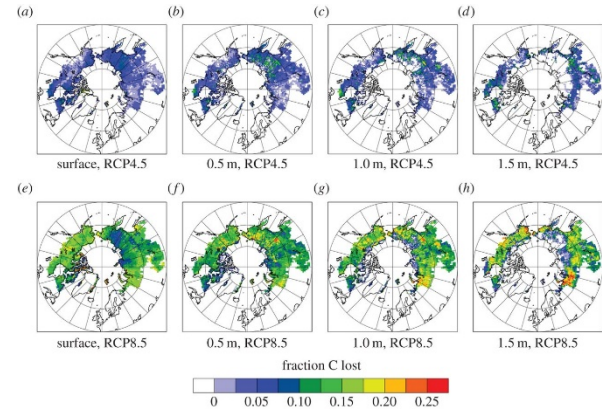 (a) (b) (c) (d)
surface, RCP4.5 0.5 m, RCP4.5 1.0 m, RCP4.5 1.5 m, RCP4.5
(e) (f) (g) (h)
surface, RCP8.5 0.5 m, RCP8.5 1.0 m, RCP8.5 1.5 m, RCP8.5
fraction C lost
0 0.05 0.10 0.15 0.20 0.25